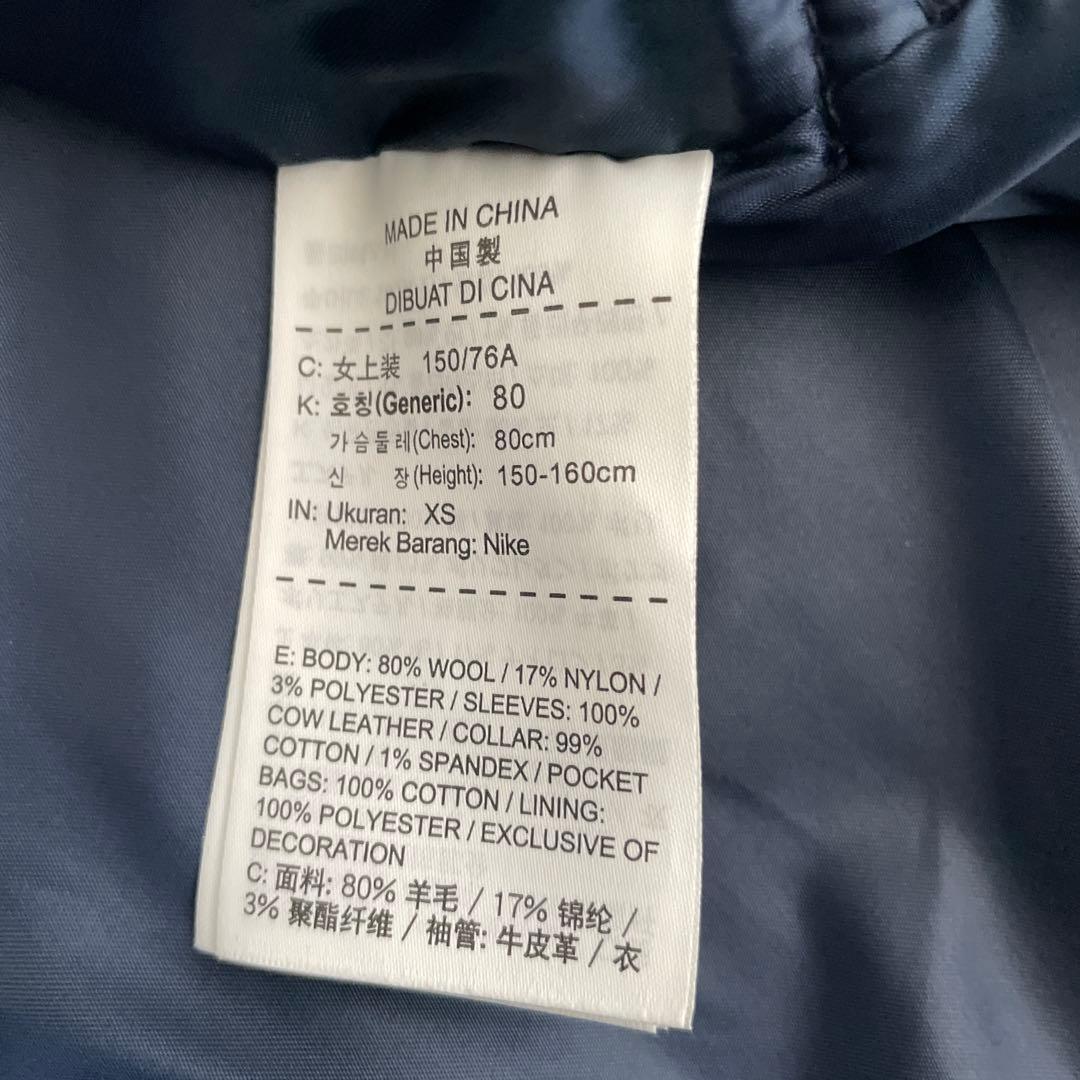 MADE IN CHINA
中国製
DIBUAT DI CINA
C: 女上装 150/76A
K: 호칭(Generic): 80
가슴둘레(Chest): 80cm
신 장(Height): 150-160cm
IN: Ukuran: XS
Merek Barang: Nike
E: BODY: 80% WOOL / 17% NYLON /
3% POLYESTER / SLEEVES: 100%
COW LEATHER / COLLAR: 99%
COTTON / 1% SPANDEX / POCKET
BAGS: 100% COTTON / LINING:
100% POLYESTER / EXCLUSIVE OF
DECORATION
C: 面料: 80% 羊毛 / 17% 锦纶 /
3% 聚酯纤维 / 袖管: 牛皮革 / 衣